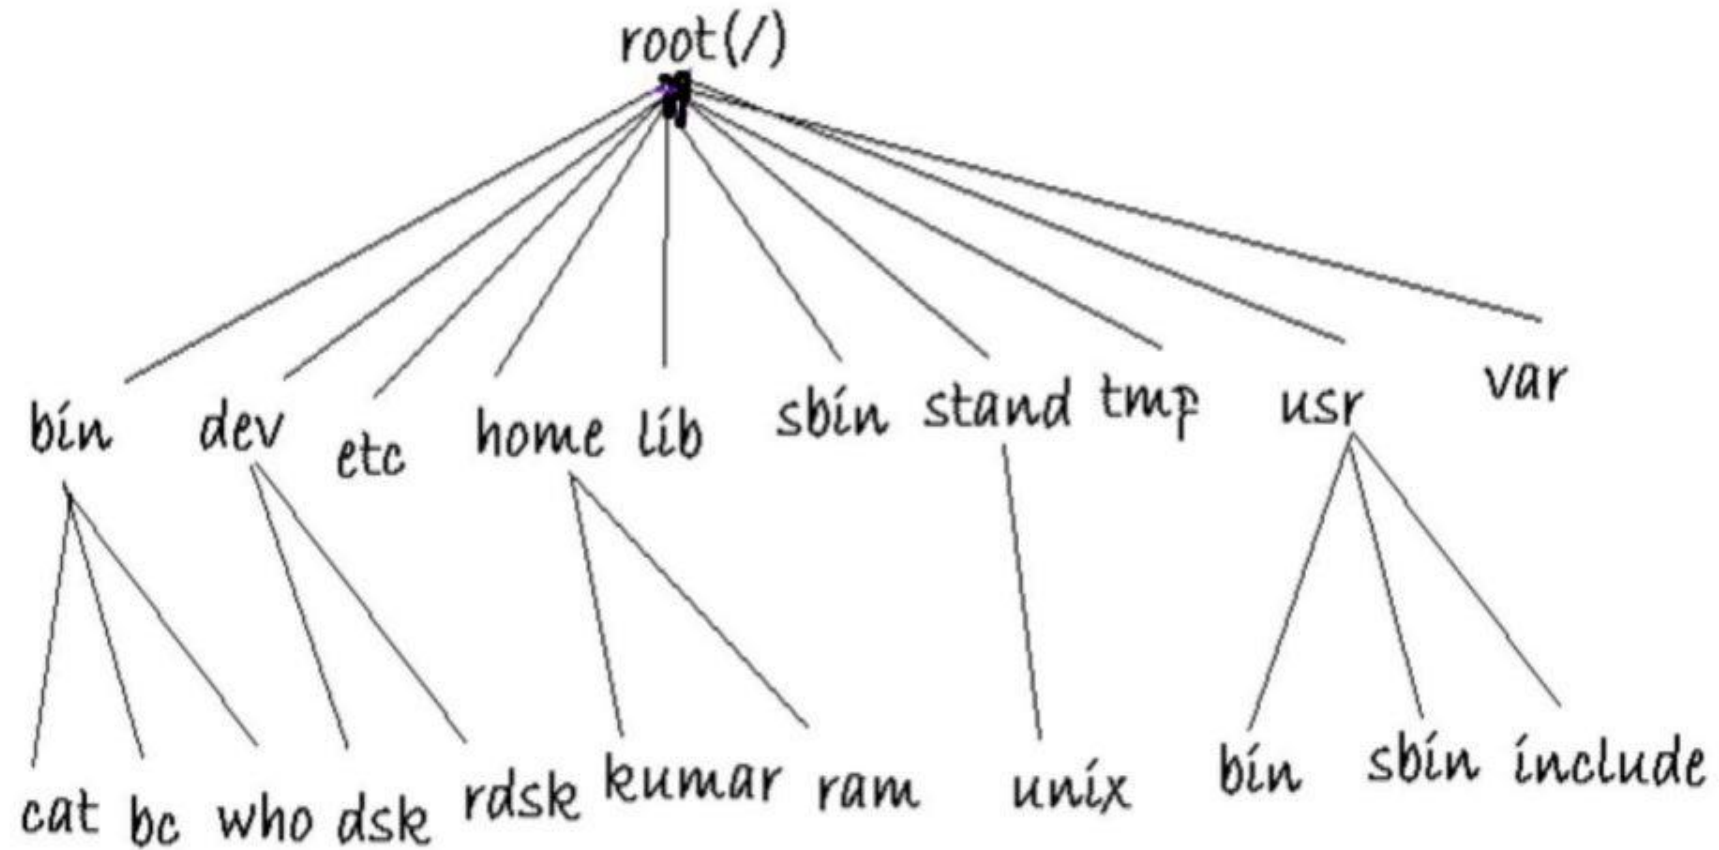 root(/)
bin dev etc home lib sbin stand tmp usr var
cat bc who dsk rdsk kumar ram unix bin sbin include